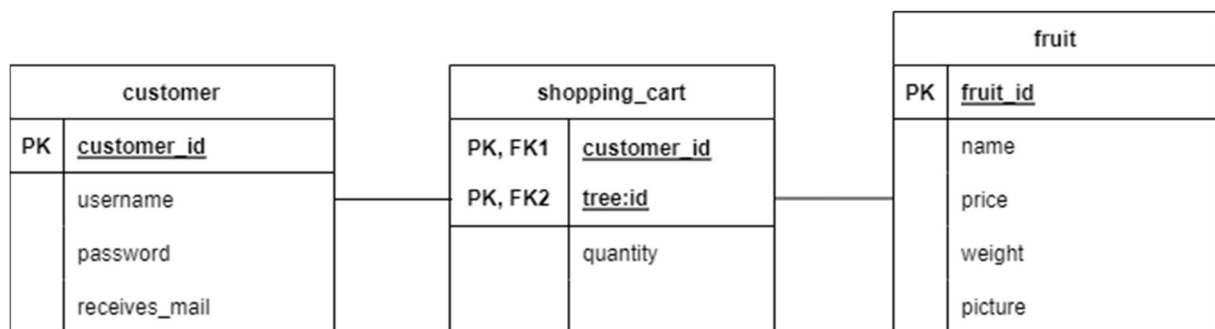 customer
PK customer_id
username
password
receives_mail
shopping_cart
PK, FK1 customer_id
PK, FK2 tree:id
quantity
fruit
PK fruit_id
name
price
weight
picture